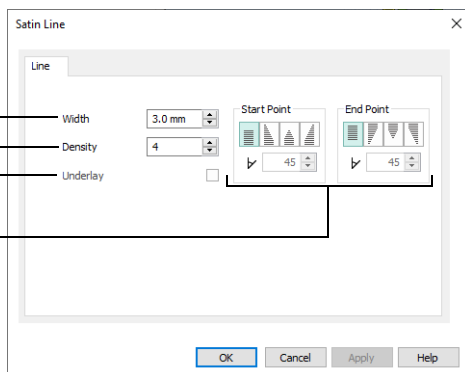 Satin Line
Line
Width 3.0 mm
Density 4
Underlay
Start Point
45
End Point
45
OK Cancel Apply Help